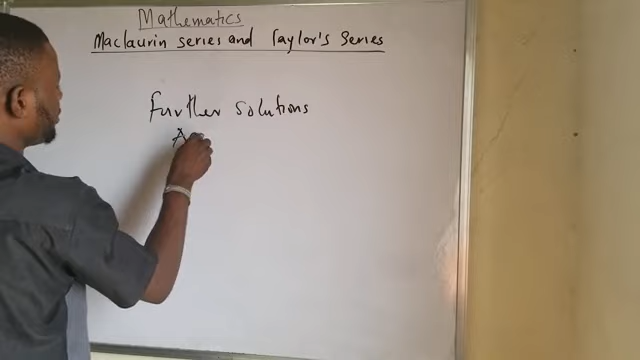 Mathematics
Maclaurin series and Taylor's Series
Further solutions